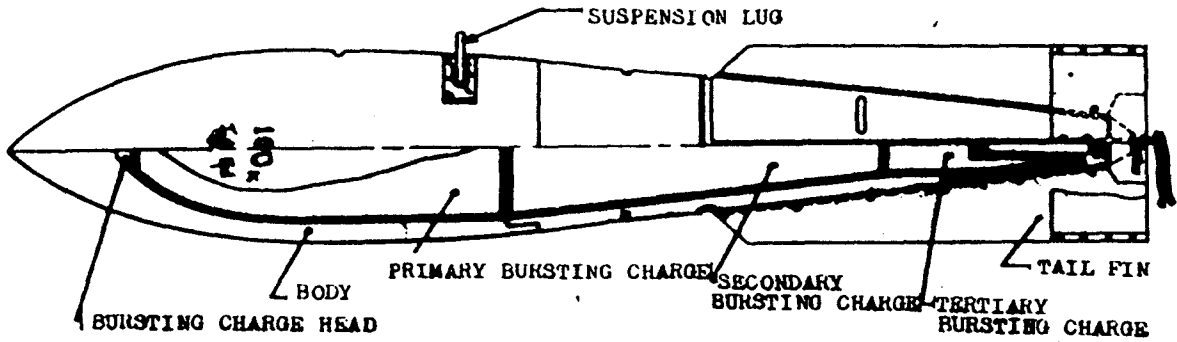 SUSPENSION LUG
PRIMARY BURSTING CHARGE
SECONDARY
BURSTING CHARGE
TERTIARY
BURSTING CHARGE
TAIL FIN
BODY
BURSTING CHARGE HEAD